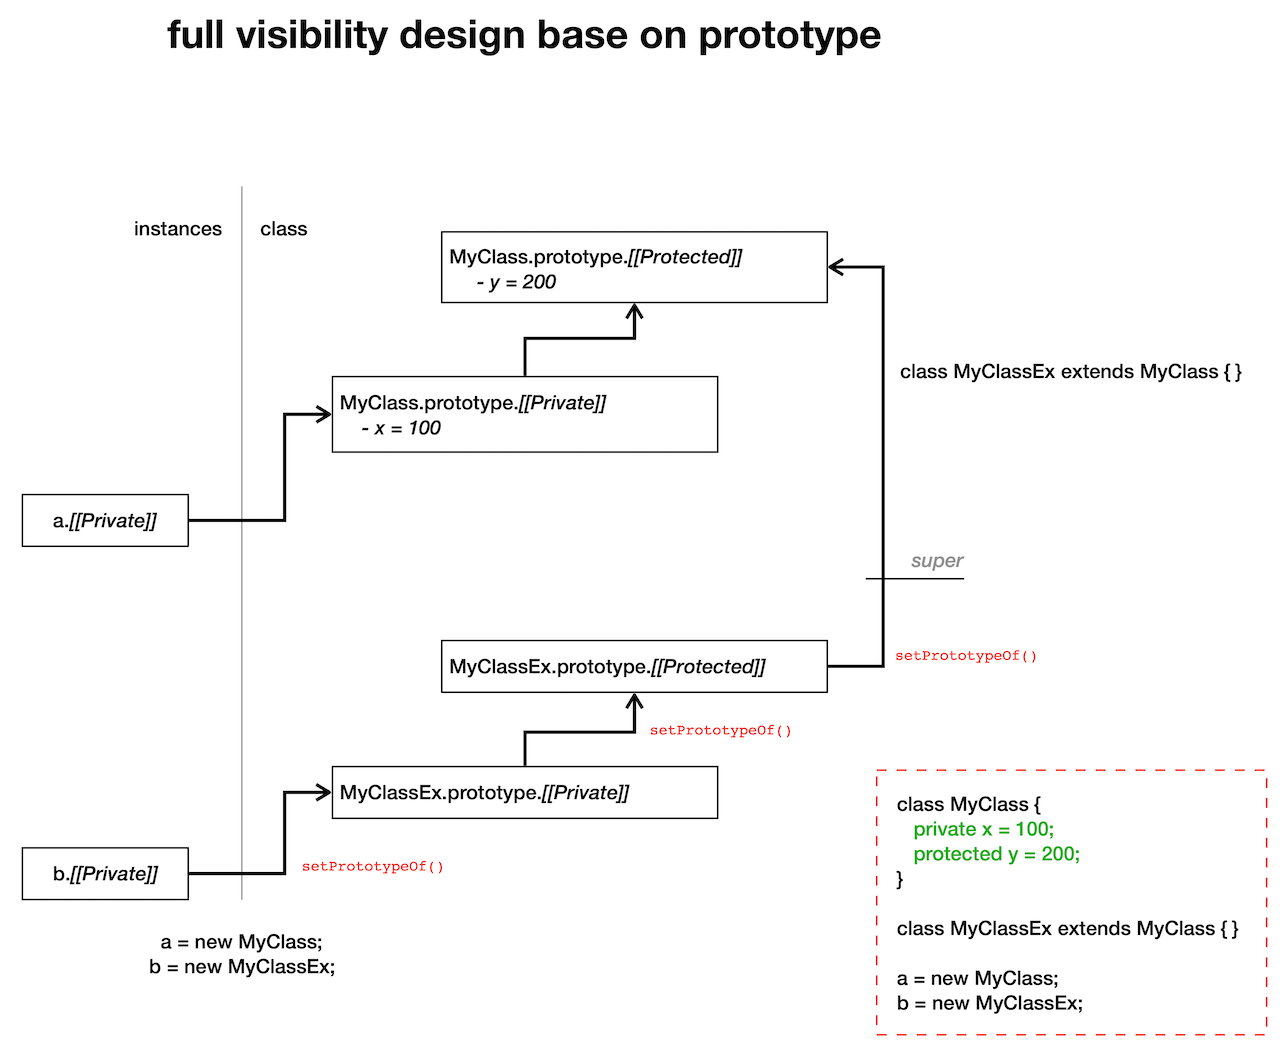 full visibility design base on prototype
instances
class
MyClass.prototype.[[Protected]]
- y = 200
MyClass.prototype.[[Private]]
- x = 100
class MyClassEx extends MyClass { }
a.[[Private]]
super
MyClassEx.prototype.[[Protected]]
setPrototypeOf()
setPrototypeOf()
MyClassEx.prototype.[[Private]]
b.[[Private]]
setPrototypeOf()
a = new MyClass;
b = new MyClassEx;
class MyClass {
private x = 100;
protected y = 200;
}
class MyClassEx extends MyClass { }
a = new MyClass;
b = new MyClassEx;